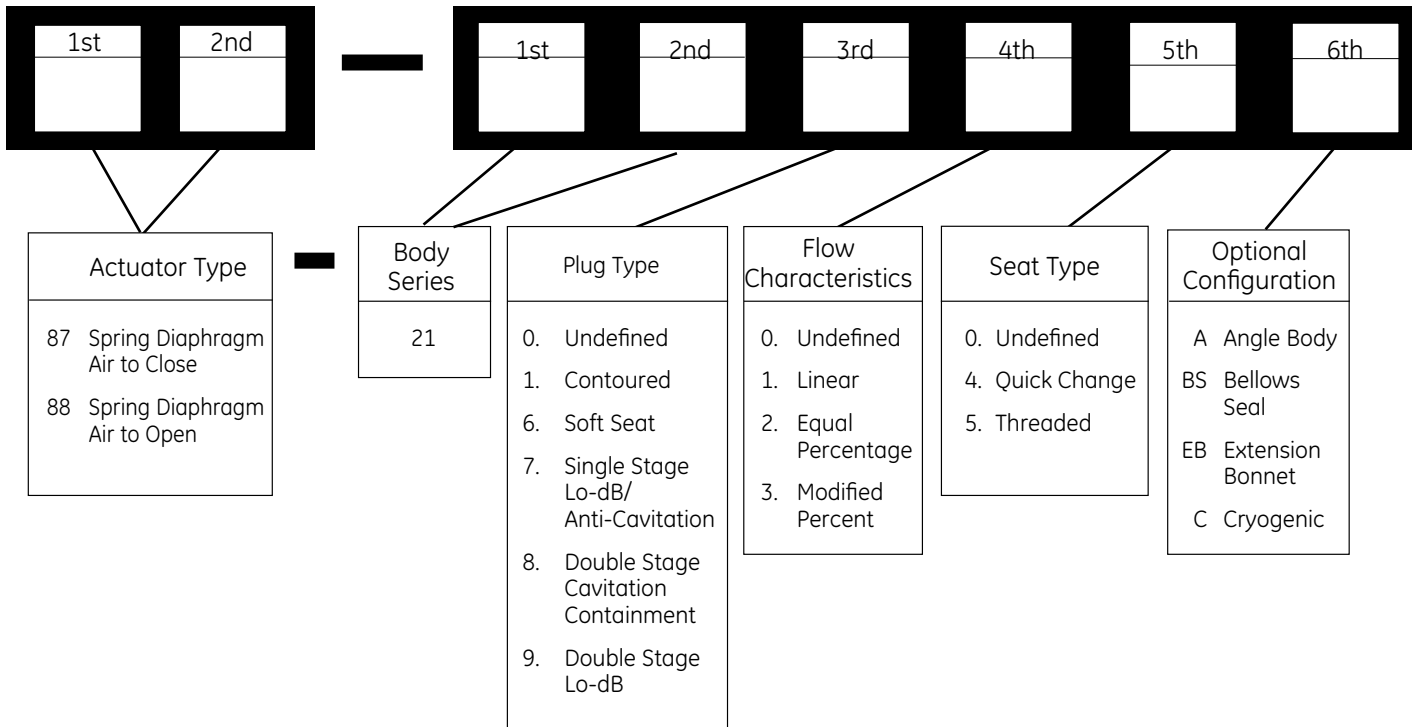 1st
2nd
1st
2nd
3rd
4th
5th
6th
Actuator Type
87 Spring Diaphragm
Air to Close
88 Spring Diaphragm
Air to Open
Body
Series
21
Plug Type
0. Undefined
1. Contoured
6. Soft Seat
7. Single Stage
Lo-dB/
Anti-Cavitation
8. Double Stage
Cavitation
Containment
9. Double Stage
Lo-dB
Flow
Characteristics
0. Undefined
1. Linear
2. Equal
Percentage
3. Modified
Percent
Seat Type
0. Undefined
4. Quick Change
5. Threaded
Optional
Configuration
A Angle Body
BS Bellows
Seal
EB Extension
Bonnet
C Cryogenic